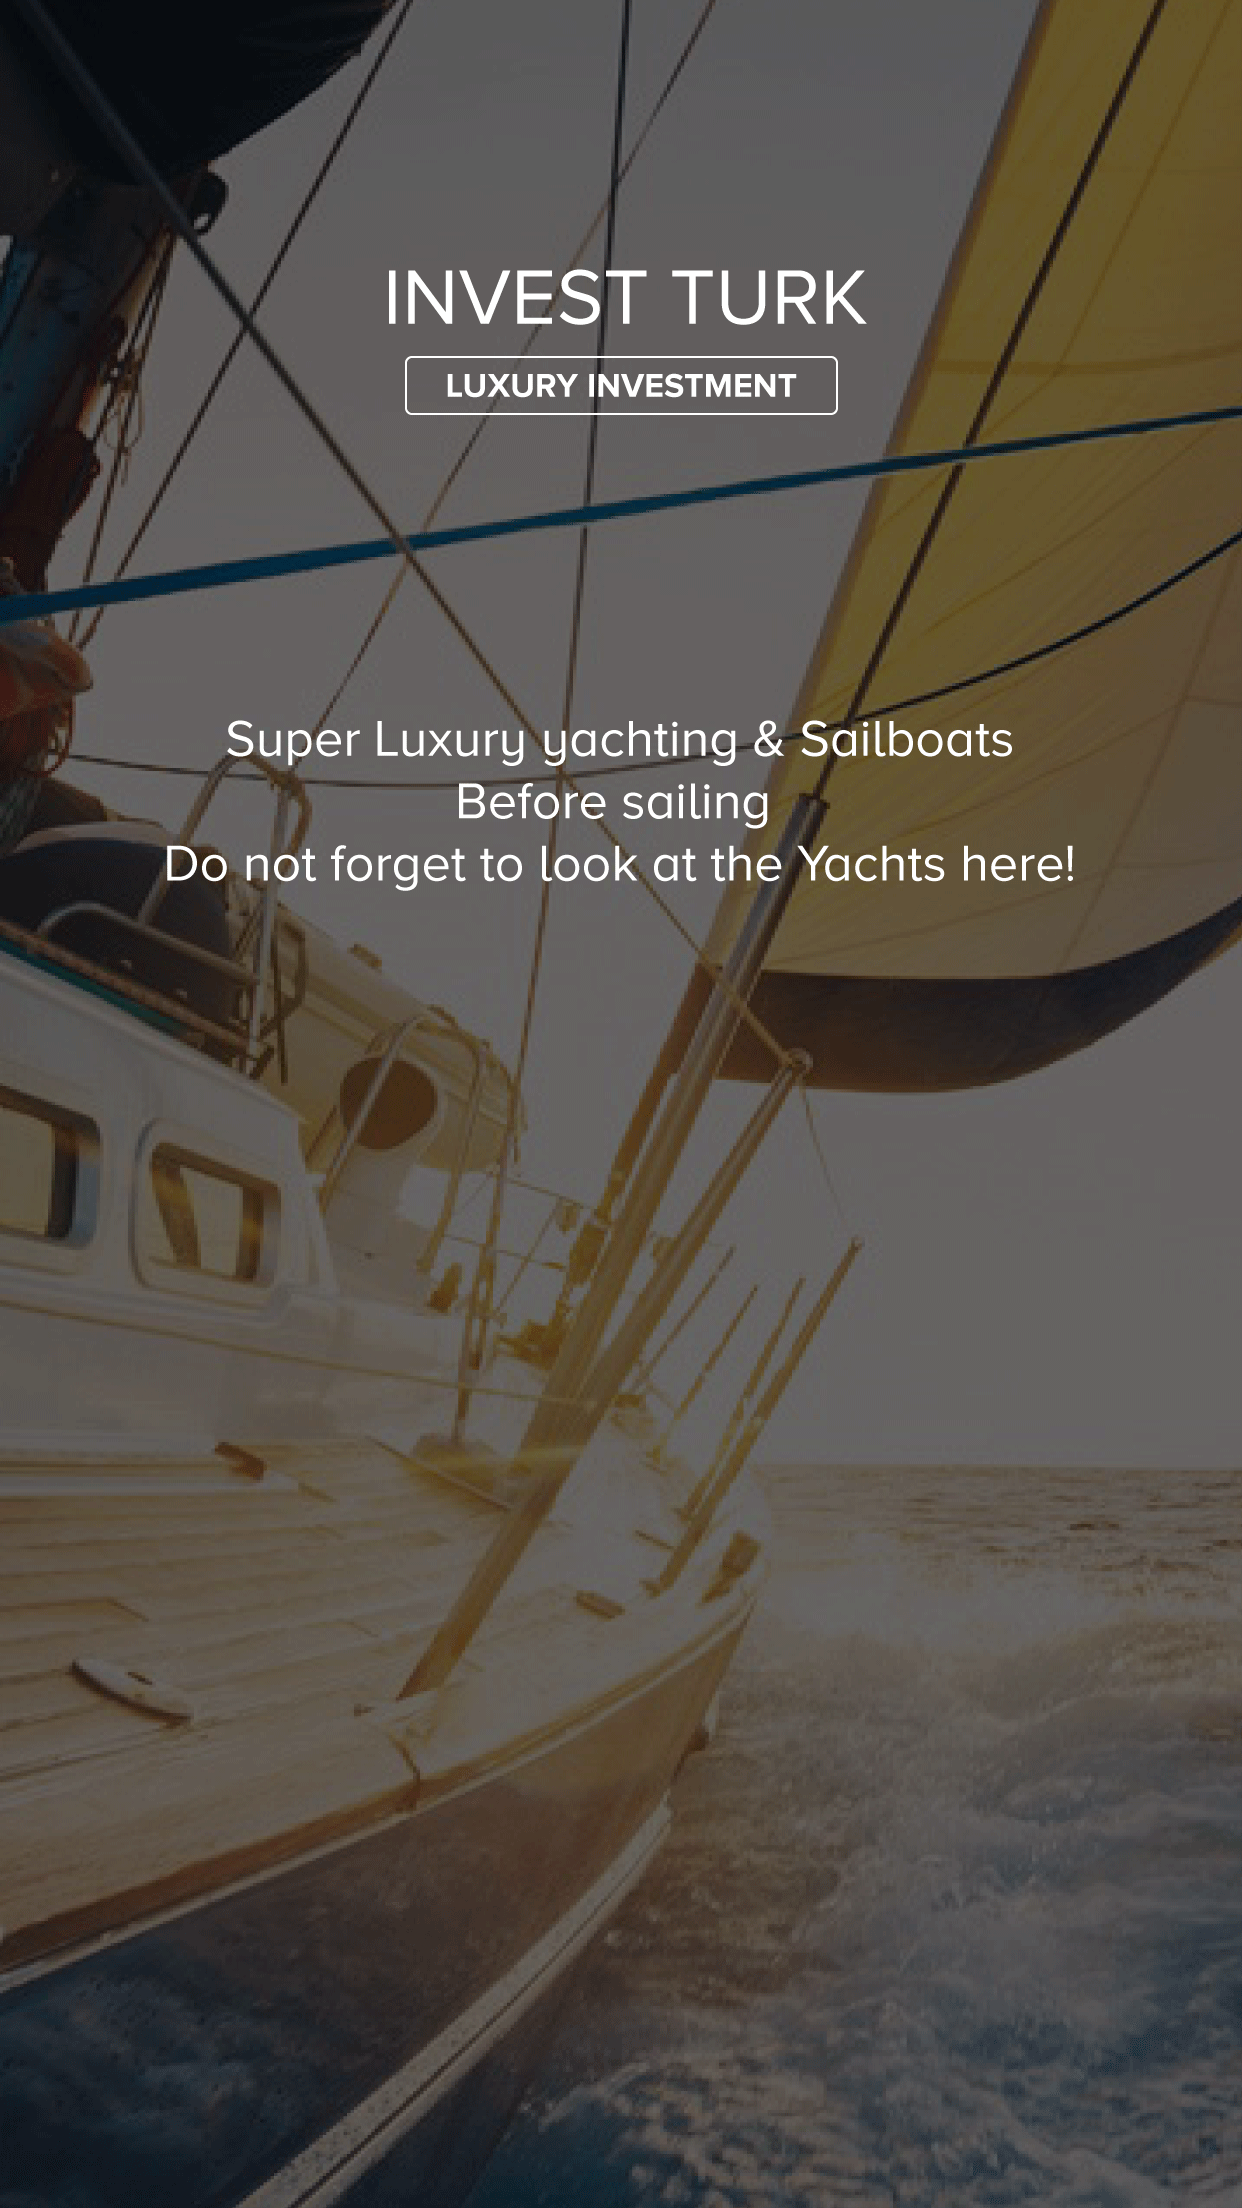 INVEST TURK
LUXURY INVESTMENT
Super Luxury yachting & Sailboats
Before sailing
Do not forget to look at the Yachts here!